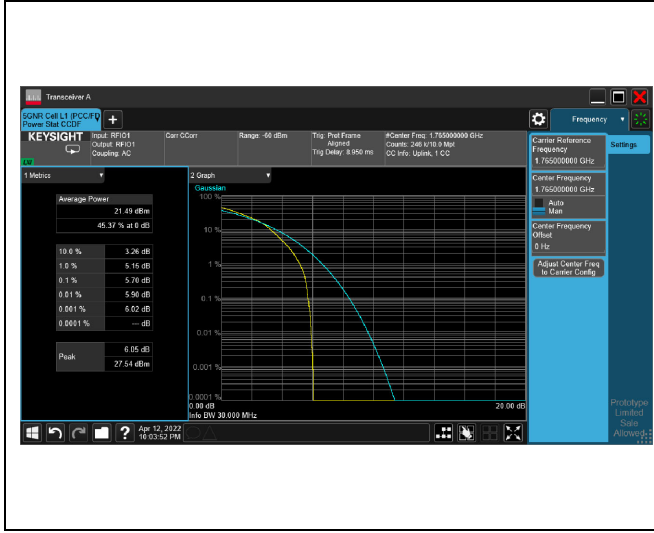 Transceiver A
5GNR Cell L1 (PCC/FD
Power Stat CCDF
Frequency
KEYSIGHT
Input: RFIO1
Output: RFIO1
Coupling: AC
Corr CCorr
Range: -60 dBm
Trig: Prot Frame
Aligned
Trig Delay: 8.950 ms
#Center Freq: 1.765000000 GHz
Counts: 246 k/10.0 Mpt
CC Info: Uplink, 1 CC
Carrier Reference
Frequency
1.765000000 GHz
Settings
Center Frequency
1.765000000 GHz
Auto
Man
Center Frequency
Offset
0 Hz
Adjust Center Freq
to Carrier Config
1 Metrics
Average Power
21.49 dBm
45.37 % at 0 dB
10.0 % 3.26 dB
1.0 % 5.15 dB
0.1 % 5.70 dB
0.01 % 5.90 dB
0.001 % 6.02 dB
0.0001 % --- dB
Peak
6.05 dB
27.54 dBm
2 Graph
Gaussian
100 %
10 %
1 %
0.1 %
0.01 %
0.001 %
0.0001 %
0.00 dB
20.00 dB
Info BW 30.000 MHz
Apr 12, 2022
10:03:52 PM
Prototype
Limited
Sale
Allowed